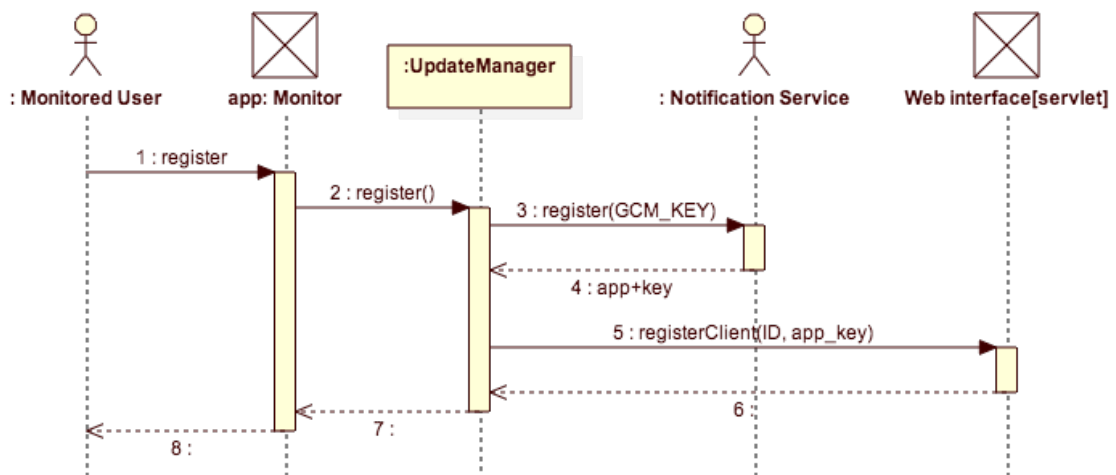 :UpdateManager
: Monitored User
app: Monitor
: Notification Service
Web interface[servlet]
1 : register
2 : register()
3 : register(GCM_KEY)
4 : app+key
5 : registerClient(ID, app_key)
6 :
7 :
8 :